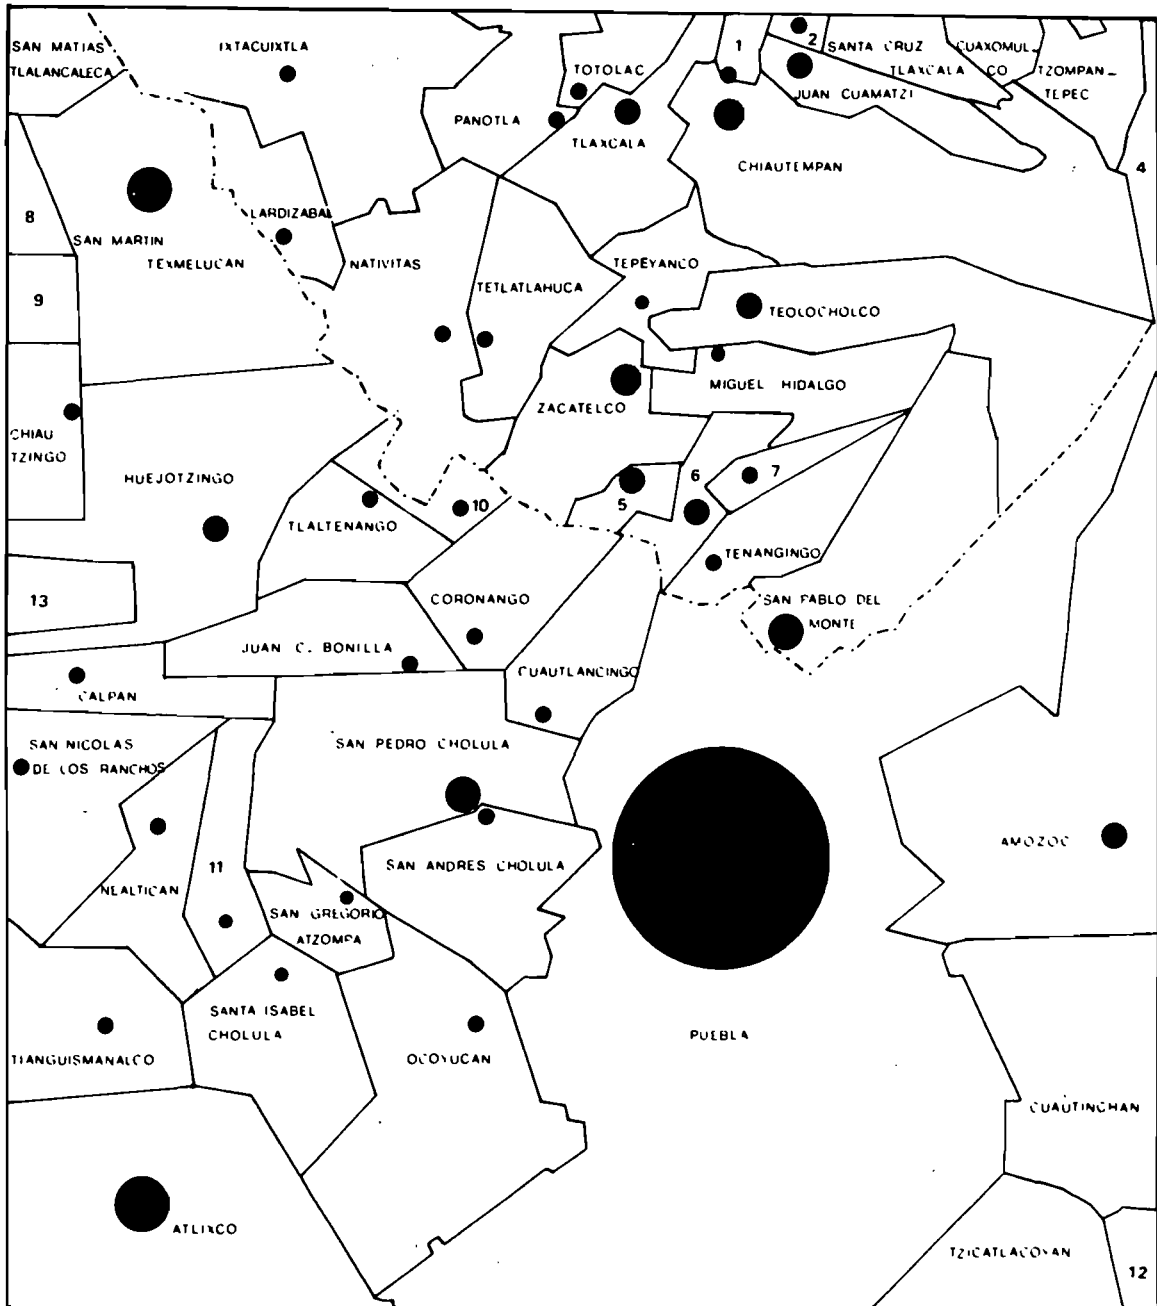 SAN MATIAS
TLALANCALECA
IXTACUIXTLA
TOTOLAC
PANOTLA
TLAXCALA
1
2
SANTA CRUZ
TLAXCALA
CUAXOMUL-
CO
TZOMPAN-
TEPEC
JUAN CUAMATZI
CHIAUTEMPAN
4
8
SAN MARTIN
TEXMELUCAN
LARDIZABAL
NATIVITAS
TETLATLAHUCA
TEPEYANCO
TEOLOCHOLCO
9
MIGUEL HIDALGO
ZACATELCO
CHIAU
TZINGO
HUEJOTZINGO
TLALTENANGO
10
5
6
7
TENANGINGO
13
CORONANGO
SAN PABLO DEL
MONTE
JUAN C. BONILLA
CUAUTLANCINGO
CALPAN
SAN NICOLAS
DE LOS RANCHOS
SAN PEDRO CHOLULA
AMOZOC
11
NEALTICAN
SAN ANDRES CHOLULA
SAN GREGORIO
ATZOMPA
SANTA ISABEL
CHOLULA
TIANGUISMANALCO
OCOYUCAN
PUEBLA
CUAUTINCHAN
ATLIXCO
TZICATLACOYAN
12